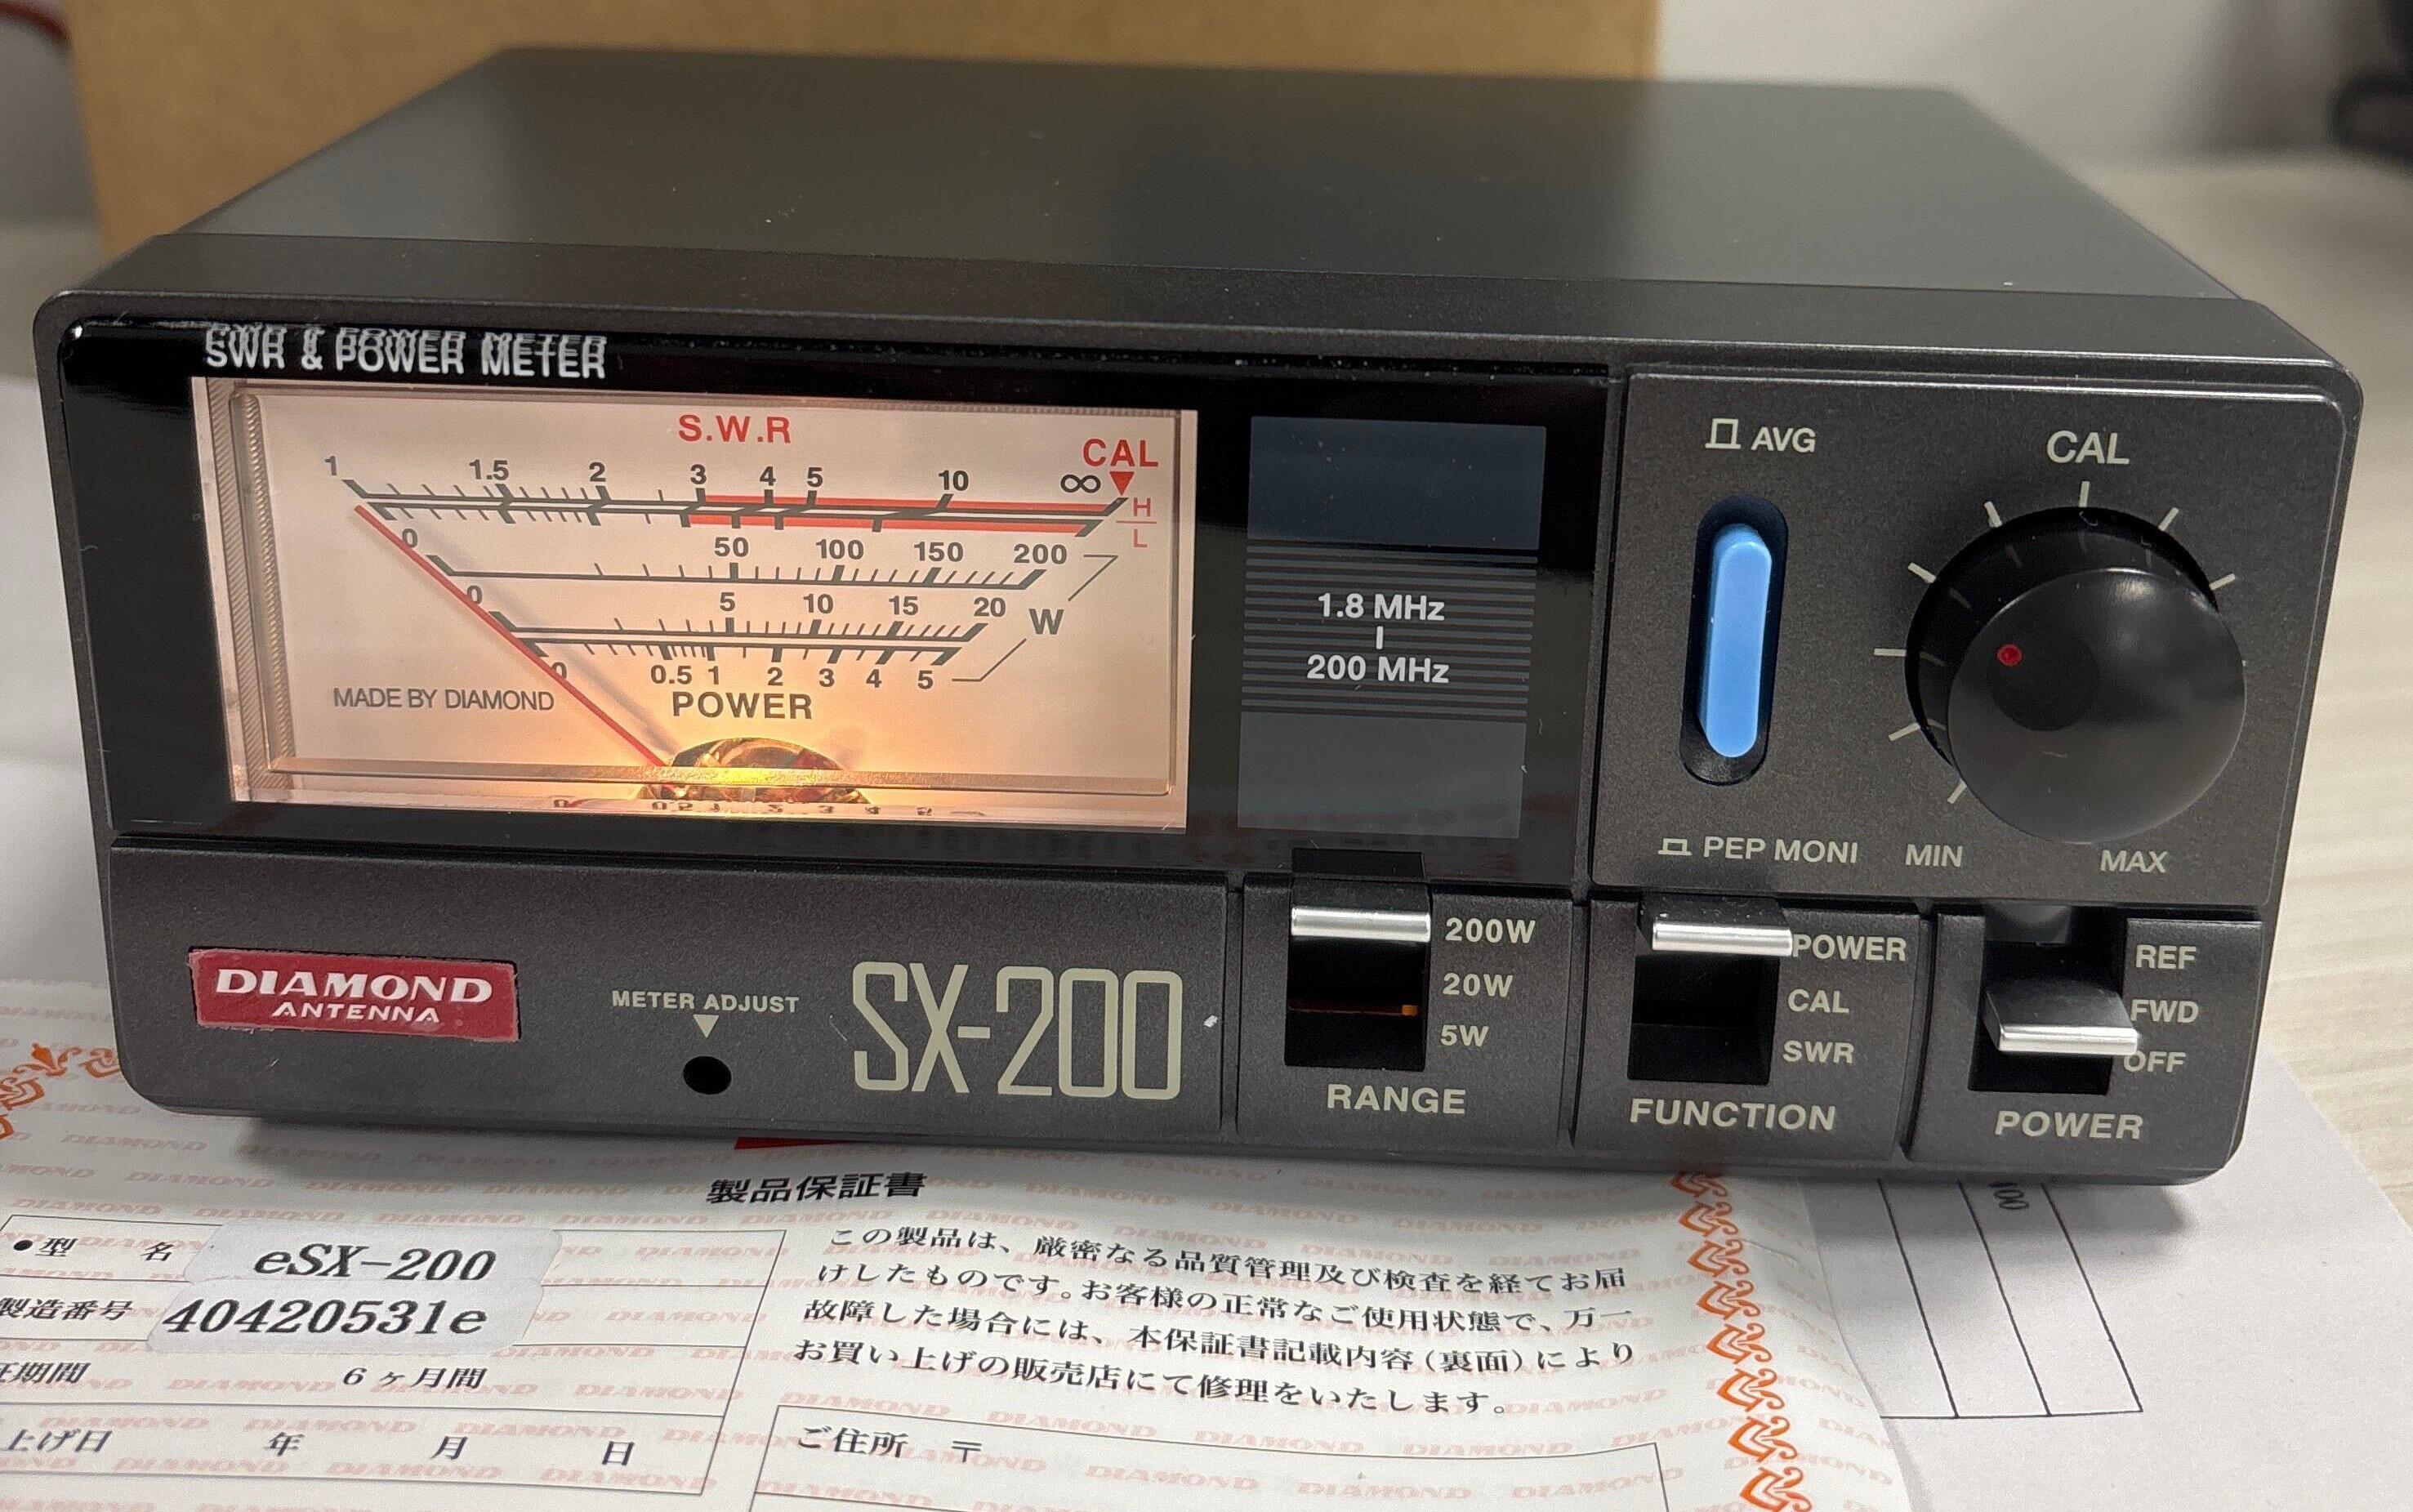 SWR & POWER METER
S.W.R
CAL
1 1.5 2 3 4 5 10 ∞
H
L
0 50 100 150 200
0 5 10 15 20
W
0 0.5 1 2 3 4 5
MADE BY DIAMOND
POWER
1.8 MHz
200 MHz
AVG
CAL
PEP MONI
MIN
MAX
DIAMOND
ANTENNA
METER ADJUST
SX-200
200W
20W
5W
RANGE
POWER
CAL
SWR
FUNCTION
REF
FWD
OFF
POWER
製品保証書
●型 名 eSX-200
製造番号 40420531e
期間 6ヶ月間
上げ日 年 月 日
この製品は、厳密なる品質管理及び検査を経てお届
けしたものです。お客様の正常なご使用状態で、万一
故障した場合には、本保証書記載内容(裏面)により
お買い上げの販売店にて修理をいたします。
ご住所 〒